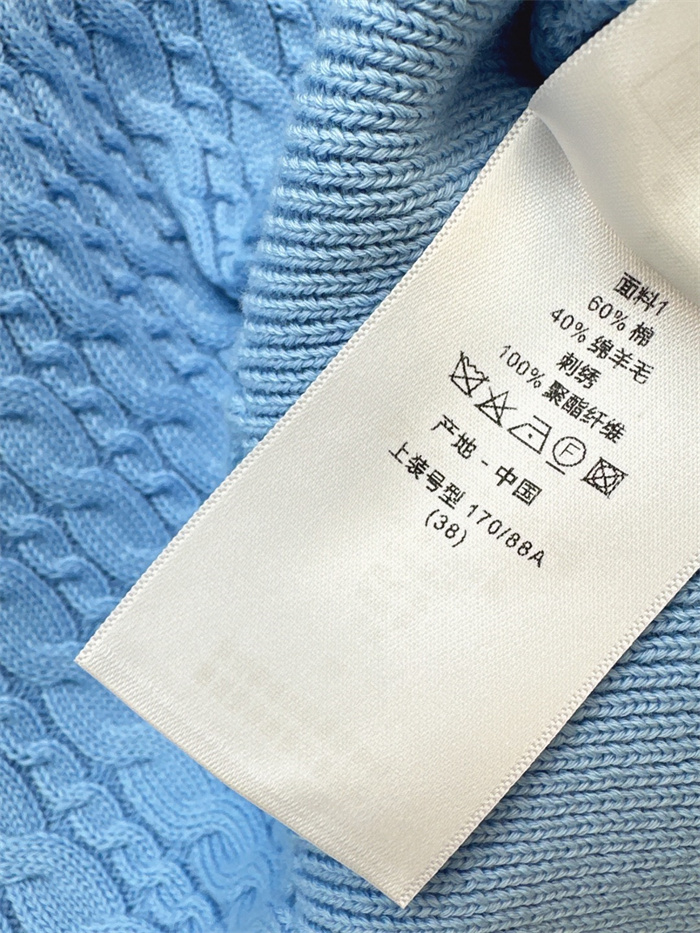 面料1
60% 棉
40% 绵羊毛
刺绣
100% 聚酯纤维
F
产地 - 中国
上装号型 170/88A
(38)